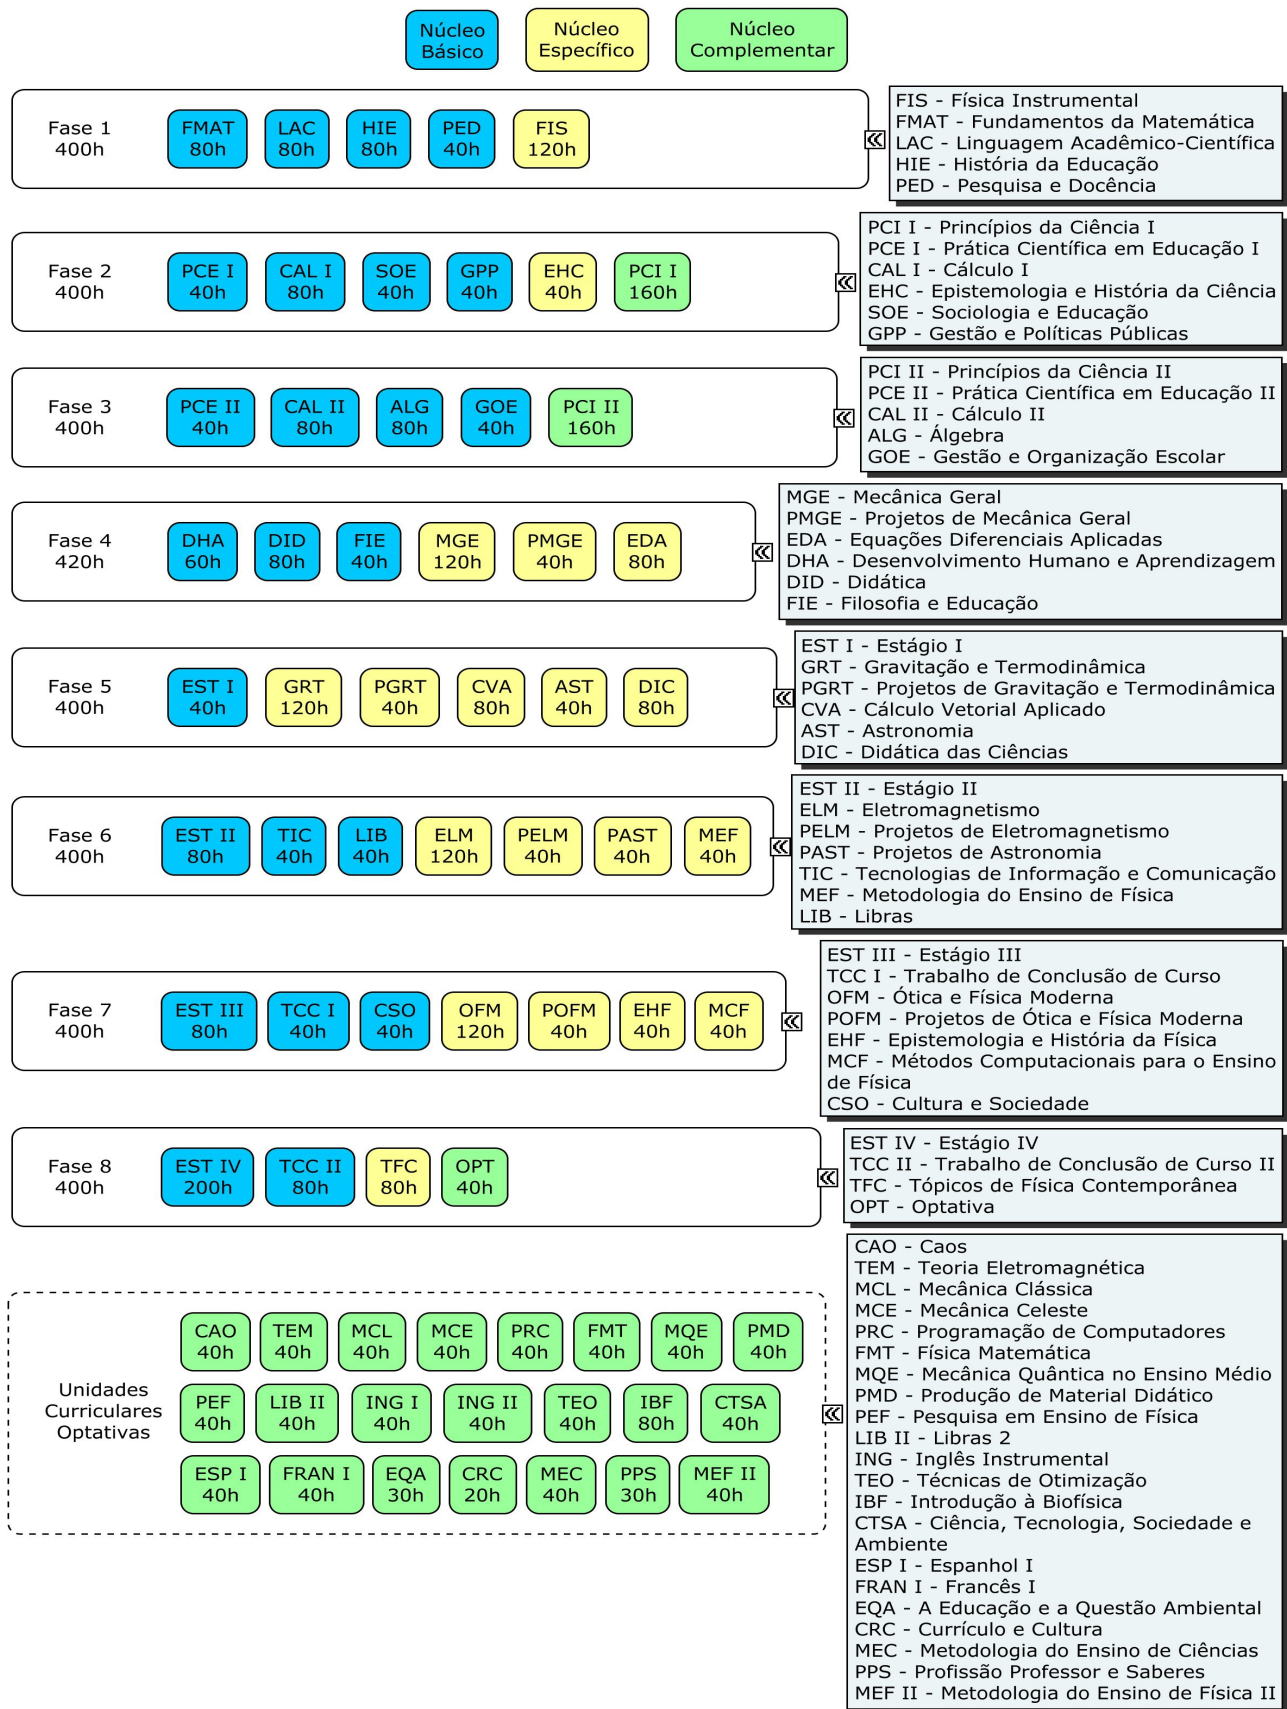 Núcleo
Básico
Núcleo
Específico
Núcleo
Complementar
Fase 1
400h
FMAT
80h
LAC
80h
HIE
80h
PED
40h
FIS
120h
FIS - Física Instrumental
FMAT - Fundamentos da Matemática
LAC - Linguagem Acadêmico-Científica
HIE - História da Educação
PED - Pesquisa e Docência
Fase 2
400h
PCE I
40h
CAL I
80h
SOE
40h
GPP
40h
EHC
40h
PCI I
160h
PCI I - Princípios da Ciência I
PCE I - Prática Científica em Educação I
CAL I - Cálculo I
EHC - Epistemologia e História da Ciência
SOE - Sociologia e Educação
GPP - Gestão e Políticas Públicas
Fase 3
400h
PCE II
40h
CAL II
80h
ALG
80h
GOE
40h
PCI II
160h
PCI II - Princípios da Ciência II
PCE II - Prática Científica em Educação II
CAL II - Cálculo II
ALG - Álgebra
GOE - Gestão e Organização Escolar
Fase 4
420h
DHA
60h
DID
80h
FIE
40h
MGE
120h
PMGE
40h
EDA
80h
MGE - Mecânica Geral
PMGE - Projetos de Mecânica Geral
EDA - Equações Diferenciais Aplicadas
DHA - Desenvolvimento Humano e Aprendizagem
DID - Didática
FIE - Filosofia e Educação
Fase 5
400h
EST I
40h
GRT
120h
PGRT
40h
CVA
80h
AST
40h
DIC
80h
EST I - Estágio I
GRT - Gravitação e Termodinâmica
PGRT - Projetos de Gravitação e Termodinâmica
CVA - Cálculo Vetorial Aplicado
AST - Astronomia
DIC - Didática das Ciências
Fase 6
400h
EST II
80h
TIC
40h
LIB
40h
ELM
120h
PELM
40h
PAST
40h
MEF
40h
EST II - Estágio II
ELM - Eletromagnetismo
PELM - Projetos de Eletromagnetismo
PAST - Projetos de Astronomia
TIC - Tecnologias de Informação e Comunicação
MEF - Metodologia do Ensino de Física
LIB - Libras
Fase 7
400h
EST III
80h
TCC I
40h
CSO
40h
OFM
120h
POFM
40h
EHF
40h
MCF
40h
EST III - Estágio III
TCC I - Trabalho de Conclusão de Curso
OFM - Ótica e Física Moderna
POFM - Projetos de Ótica e Física Moderna
EHF - Epistemologia e História da Física
MCF - Métodos Computacionais para o Ensino
de Física
CSO - Cultura e Sociedade
Fase 8
400h
EST IV
200h
TCC II
80h
TFC
80h
OPT
40h
EST IV - Estágio IV
TCC II - Trabalho de Conclusão de Curso II
TFC - Tópicos de Física Contemporânea
OPT - Optativa
Unidades
Curriculares
Optativas
CAO
40h
TEM
40h
MCL
40h
MCE
40h
PRC
40h
FMT
40h
MQE
40h
PMD
40h
PEF
40h
LIB II
40h
ING I
40h
ING II
40h
TEO
40h
IBF
80h
CTSA
40h
ESP I
40h
FRAN I
40h
EQA
30h
CRC
20h
MEC
40h
PPS
30h
MEF II
40h
CAO - Caos
TEM - Teoria Eletromagnética
MCL - Mecânica Clássica
MCE - Mecânica Celeste
PRC - Programação de Computadores
FMT - Física Matemática
MQE - Mecânica Quântica no Ensino Médio
PMD - Produção de Material Didático
PEF - Pesquisa em Ensino de Física
LIB II - Libras 2
ING - Inglês Instrumental
TEO - Técnicas de Otimização
IBF - Introdução à Biofísica
CTSA - Ciência, Tecnologia, Sociedade e
Ambiente
ESP I - Espanhol I
FRAN I - Francês I
EQA - A Educação e a Questão Ambiental
CRC - Currículo e Cultura
MEC - Metodologia do Ensino de Ciências
PPS - Profissão Professor e Saberes
MEF II - Metodologia do Ensino de Física II